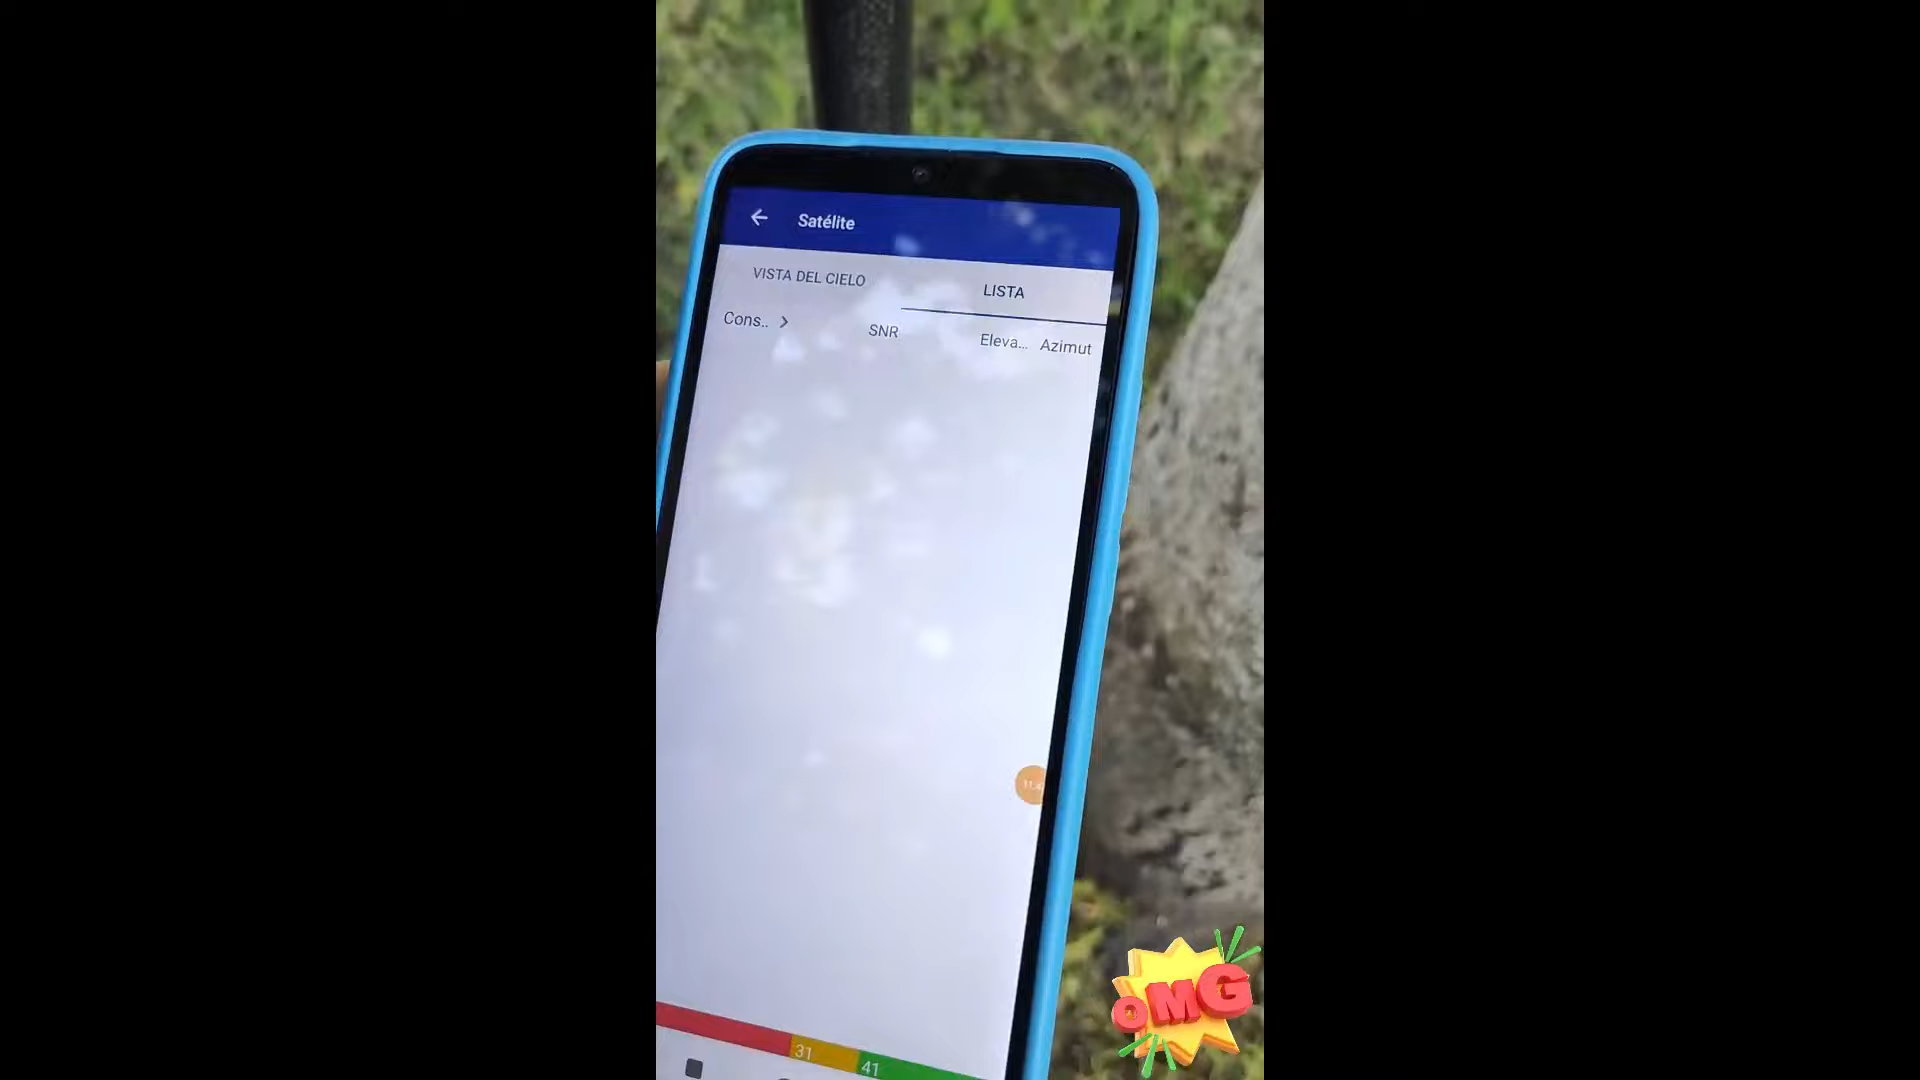 Satélite
VISTA DEL CIELO
LISTA
Cons.. SNR Eleva... Azimut
31
41
OMG